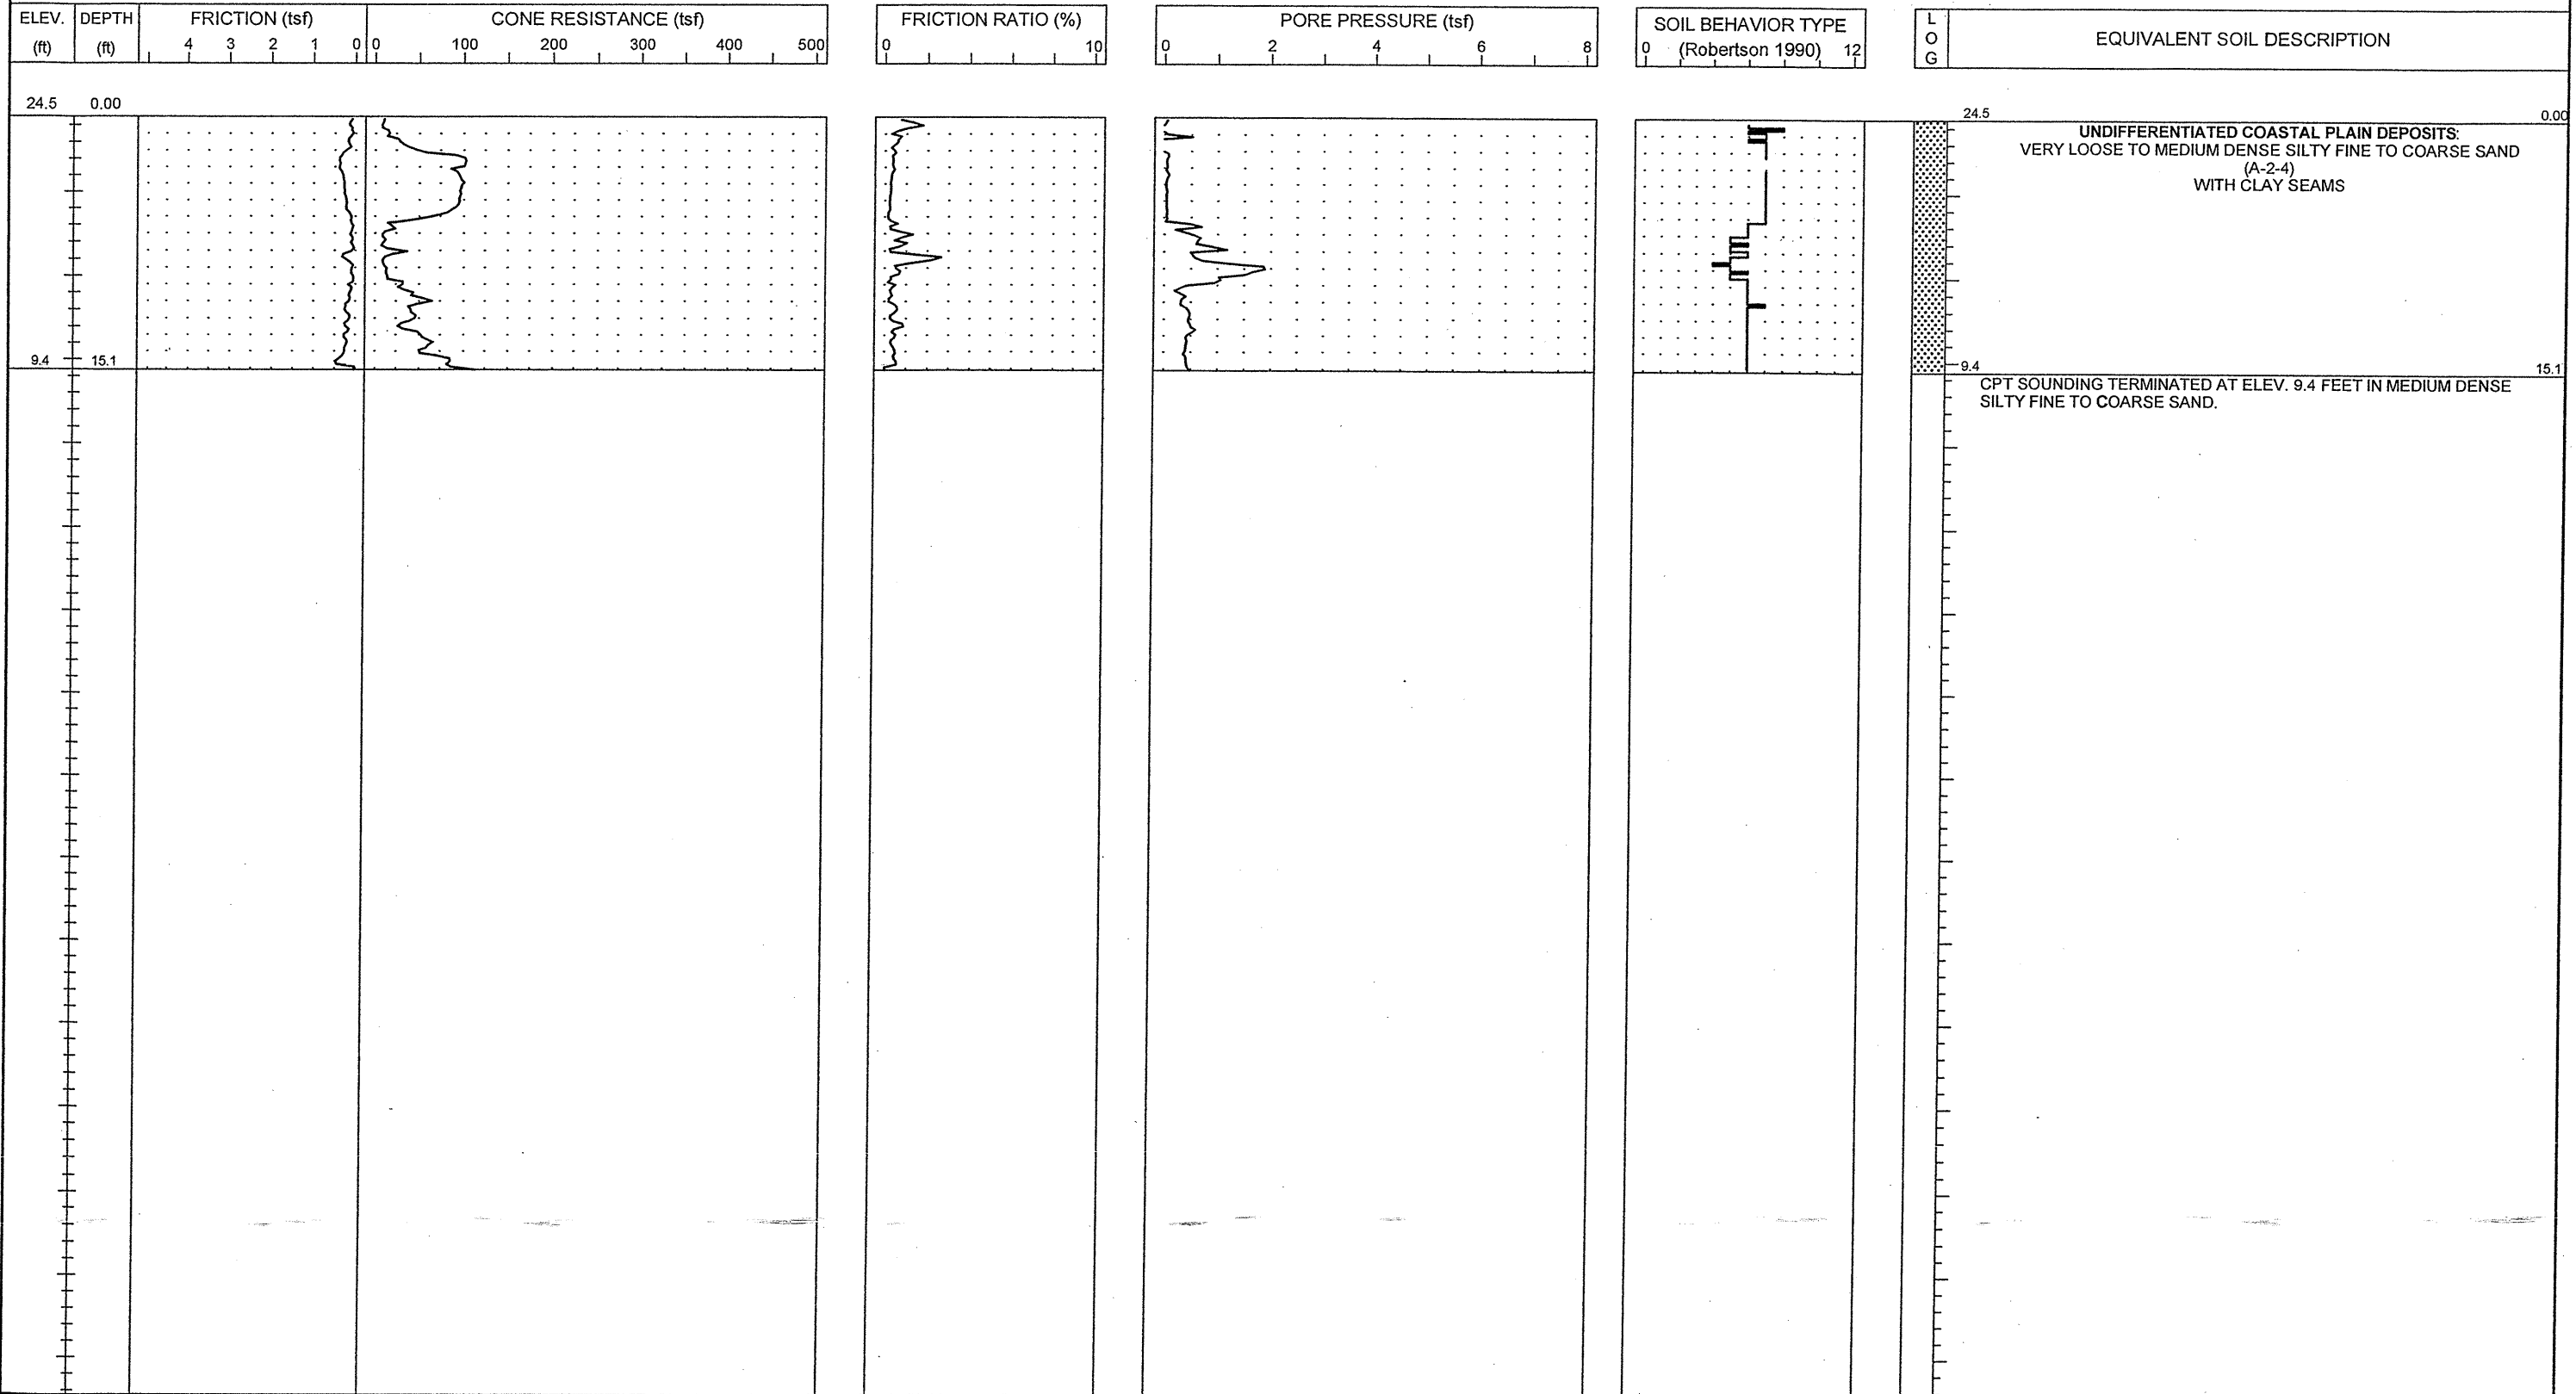 ELEV. DEPTH FRICTION (tsf) CONE RESISTANCE (tsf) FRICTION RATIO (%) PORE PRESSURE (tsf) SOIL BEHAVIOR TYPE L O G EQUIVALENT SOIL DESCRIPTION
(ft) (ft) 4 3 2 1 0 0 100 200 300 400 500 0 10 0 2 4 6 8 0 (Robertson 1990) 12
24.5 0.00
24.5 0.00
UNDIFFERENTIATED COASTAL PLAIN DEPOSITS:
VERY LOOSE TO MEDIUM DENSE SILTY FINE TO COARSE SAND
(A-2-4)
WITH CLAY SEAMS
9.4 15.1
9.4 15.1
CPT SOUNDING TERMINATED AT ELEV. 9.4 FEET IN MEDIUM DENSE
SILTY FINE TO COARSE SAND.